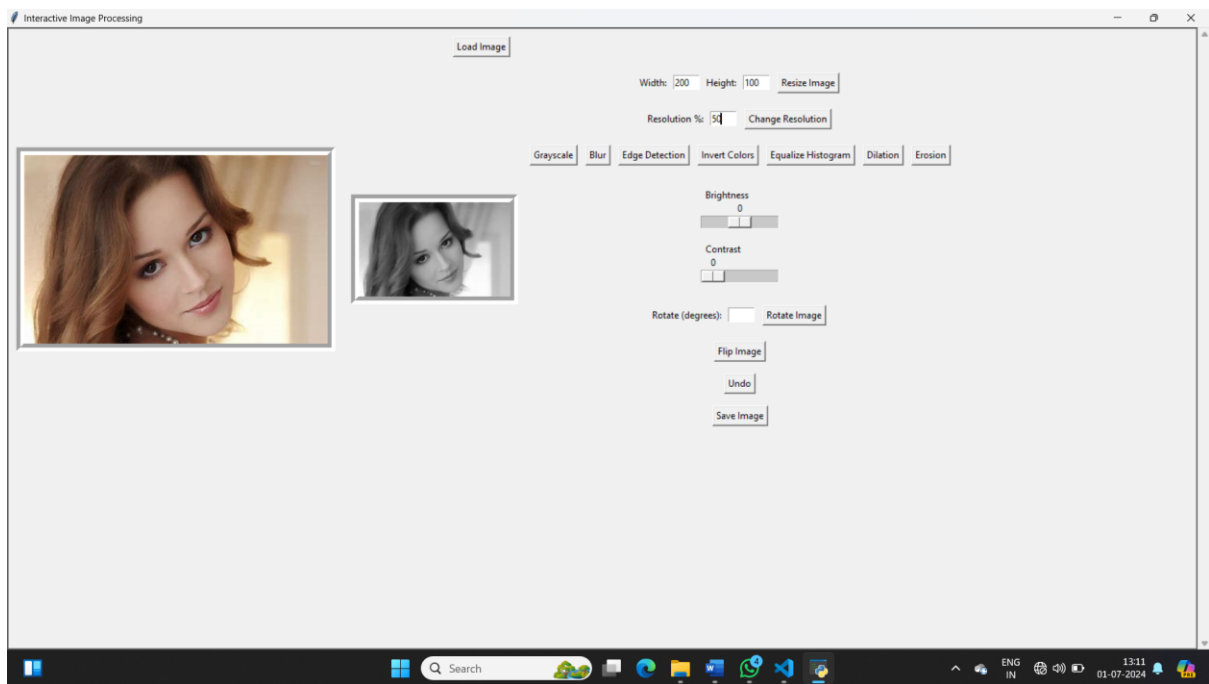 Interactive Image Processing
Load Image
Width: 200 Height: 100 Resize Image
Resolution %: 50 Change Resolution
Grayscale Blur Edge Detection Invert Colors Equalize Histogram Dilation Erosion
Brightness
0
Contrast
0
Rotate (degrees): Rotate Image
Flip Image
Undo
Save Image
Search
4
ENG
IN
13:11
01-07-2024
PRE